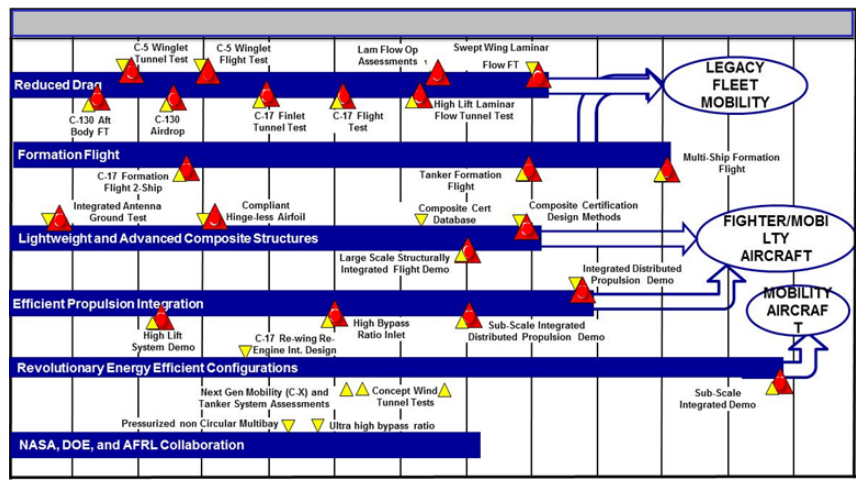 C-5 Winglet
Tunnel Test
C-5 Winglet
Flight Test
Lam Flow Op
Assessments
Swept Wing Laminar
Flow FT
Reduced Drag
LEGACY
FLEET
MOBILITY
C-130 Aft
Body FT
C-130
Airdrop
C-17 Finlet
Tunnel Test
C-17 Flight
Test
High Lift Laminar
Flow Tunnel Test
Formation Flight
C-17 Formation
Flight 2-Ship
Tanker Formation
Flight
Multi-Ship Formation
Flight
Integrated Antenna
Ground Test
Compliant
Hinge-less Airfoil
Composite Cert
Database
Composite Certification
Design Methods
Lightweight and Advanced Composite Structures
FIGHTER/MOBI
LTY
AIRCRAFT
Large Scale Structurally
Integrated Flight Demo
Integrated Distributed
Propulsion Demo
Efficient Propulsion Integration
MOBILITY
AIRCRAF
T
High Lift
System Demo
C-17 Re-wing Re-
Engine Int. Design
High Bypass
Ratio Inlet
Sub-Scale Integrated
Distributed Propulsion Demo
Revolutionary Energy Efficient Configurations
Next Gen Mobility (C-X) and
Tanker System Assessments
Concept Wind
Tunnel Tests
Sub-Scale
Integrated Demo
Pressurized non Circular Multibay
Ultra high bypass ratio
NASA, DOE, and AFRL Collaboration